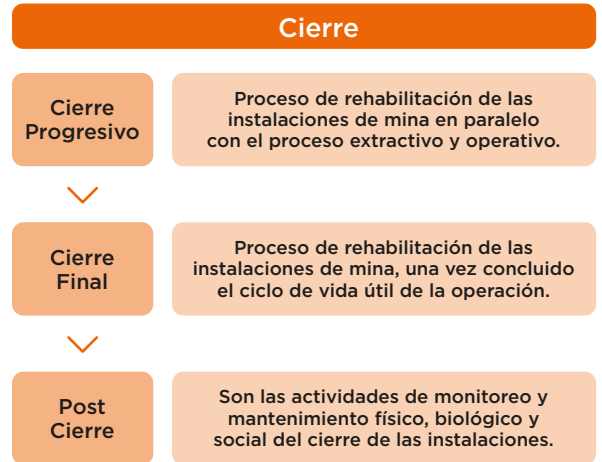 Cierre
Cierre
Progresivo
Proceso de rehabilitación de las
instalaciones de mina en paralelo
con el proceso extractivo y operativo.
Cierre
Final
Proceso de rehabilitación de las
instalaciones de mina, una vez concluido
el ciclo de vida útil de la operación.
Post
Cierre
Son las actividades de monitoreo y
mantenimiento físico, biológico y
social del cierre de las instalaciones.